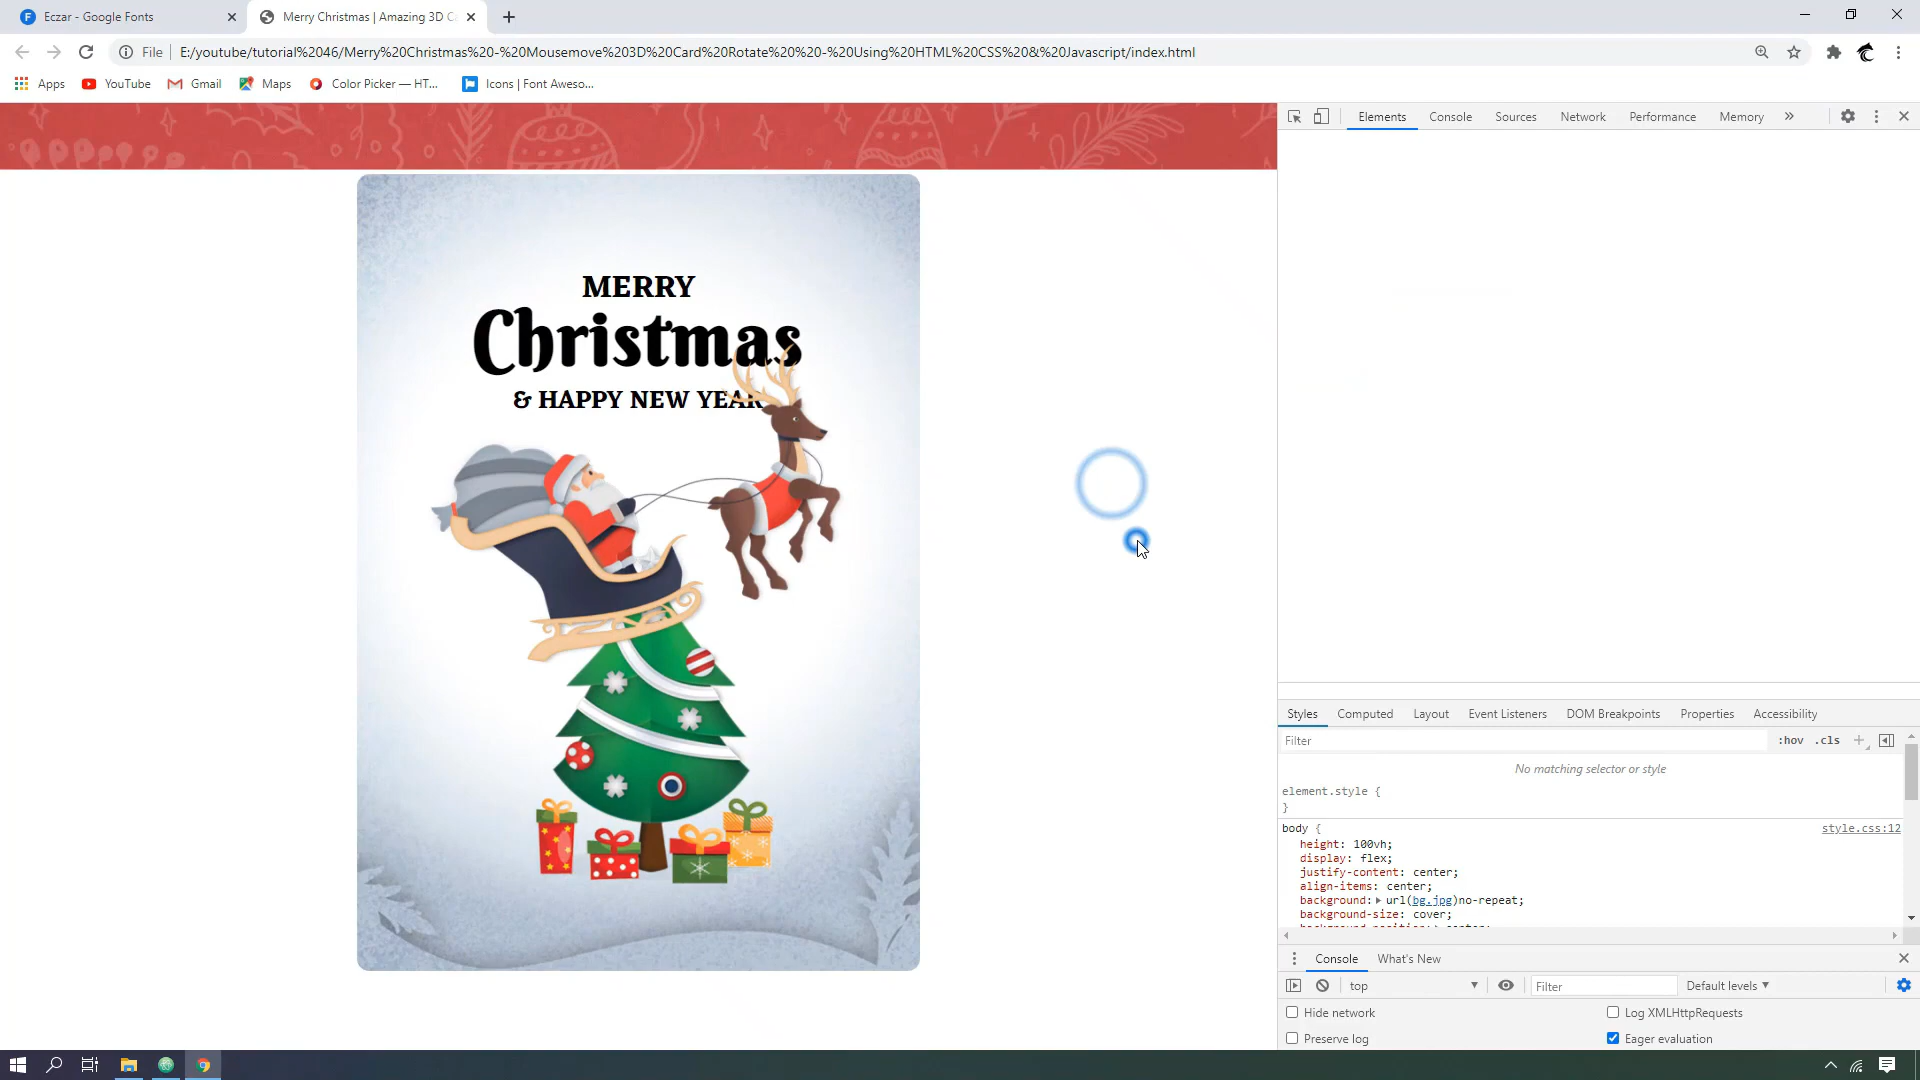 Eczar - Google Fonts
Merry Christmas | Amazing 3D Ca
File
E:/youtube/tutorial%2046/Merry%20Christmas%20-%20Mousemove%203D%20Card%20Rotate%20%20-%20Using%20HTML%20CSS%20&%20Javascript/index.html
Apps
YouTube
Gmail
Maps
Color Picker — HT...
Icons | Font Aweso...
Elements
Console
Sources
Network
Performance
Memory
MERRY
Christmas
& HAPPY NEW YEAR
Styles
Computed
Layout
Event Listeners
DOM Breakpoints
Properties
Accessibility
Filter
:hov
.cls
No matching selector or style
element.style {
}
body {
style.css:12
height: 100vh;
display: flex;
justify-content: center;
align-items: center;
background: url(bg.jpg)no-repeat;
background-size: cover;
Console
What's New
top
Filter
Default levels
Hide network
Log XMLHttpRequests
Preserve log
Eager evaluation